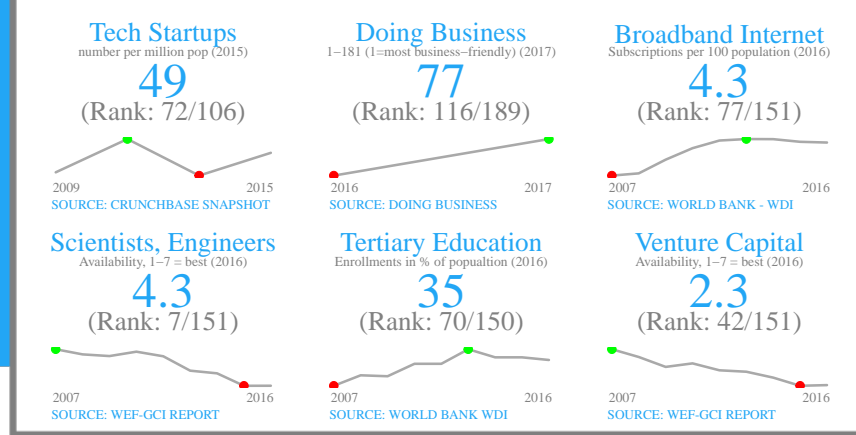 Tech Startups
number per million pop (2015)
49
(Rank: 72/106)
2009 2015
SOURCE: CRUNCHBASE SNAPSHOT
Doing Business
1−181 (1=most business−friendly) (2017)
77
(Rank: 116/189)
2016 2017
SOURCE: DOING BUSINESS
Broadband Internet
Subscriptions per 100 population (2016)
4.3
(Rank: 77/151)
2007 2016
SOURCE: WORLD BANK - WDI
Scientists, Engineers
Availability, 1−7 = best (2016)
4.3
(Rank: 7/151)
2007 2016
SOURCE: WEF-GCI REPORT
Tertiary Education
Enrollments in % of popualtion (2016)
35
(Rank: 70/150)
2007 2016
SOURCE: WORLD BANK WDI
Venture Capital
Availability, 1−7 = best (2016)
2.3
(Rank: 42/151)
2007 2016
SOURCE: WEF-GCI REPORT